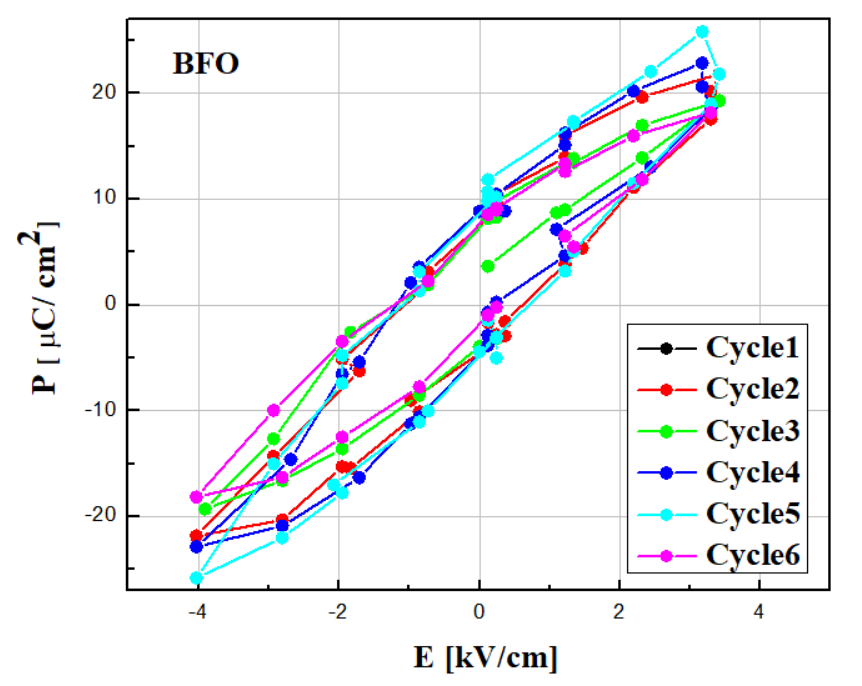 BFO
P [ μC/ cm²
20
10
0
-10
-20
-4
-2
0
2
4
E [kV/cm]
Cycle1
Cycle2
Cycle3
Cycle4
Cycle5
Cycle6